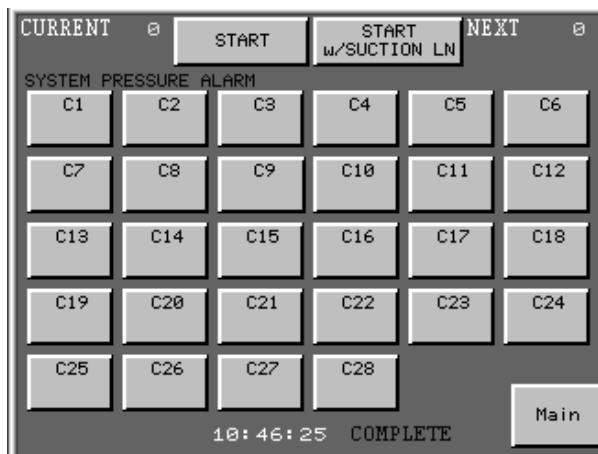 CURRENT 0 START START w/SUCTION LN NEXT 0
SYSTEM PRESSURE ALARM
C1 C2 C3 C4 C5 C6
C7 C8 C9 C10 C11 C12
C13 C14 C15 C16 C17 C18
C19 C20 C21 C22 C23 C24
C25 C26 C27 C28
Main
10:46:25 COMPLETE